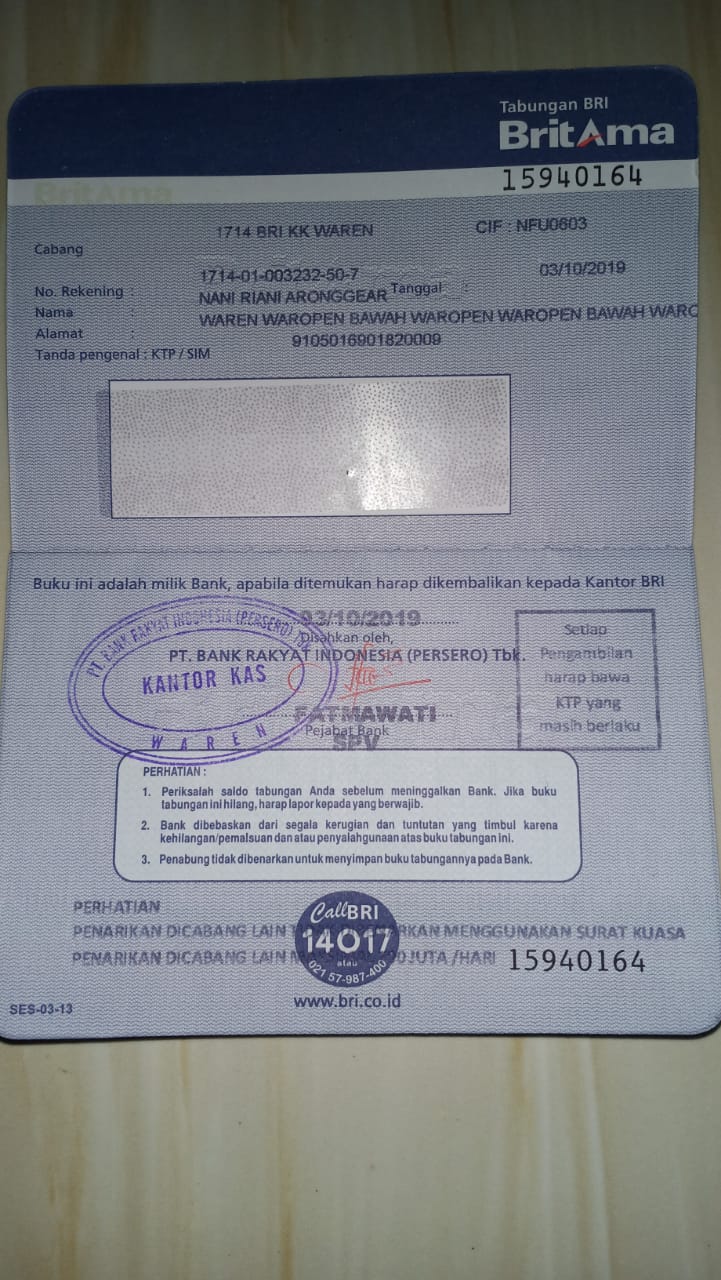 Tabungan BRI
BritAma
15940164
BritAma
1714 BRI KK WAREN
CIF : NFU0603
Cabang
1714-01-003232-50-7
03/10/2019
No. Rekening :
NANI RIANI ARONGGEAR Tanggal :
Nama :
WAREN WAROPEN BAWAH WAROPEN WAROPEN BAWAH WARO
Alamat :
9105016901820009
Tanda pengenal : KTP / SIM
Buku ini adalah milik Bank, apabila ditemukan harap dikembalikan kepada Kantor BRI
PT. BANK RAKYAT INDONESIA (PERSERO) Tbk
KANTOR KAS
WAREN
03/10/2019
Disahkan oleh,
PT. BANK RAKYAT INDONESIA (PERSERO) Tbk.
FATMAWATI
Pejabat Bank
SPV
Setiap
Pengambilan
harap bawa
KTP yang
masih berlaku
PERHATIAN :
1. Periksalah saldo tabungan Anda sebelum meninggalkan Bank. Jika buku
tabungan ini hilang, harap lapor kepada yang berwajib.
2. Bank dibebaskan dari segala kerugian dan tuntutan yang timbul karena
kehilangan/pemalsuan dan atau penyalahgunaan atas buku tabungan ini.
3. Penabung tidak dibenarkan untuk menyimpan buku tabungannya pada Bank.
PERHATIAN
PENARIKAN DICABANG LAIN MENGGUNAKAN SURAT KUASA
PENARIKAN DICABANG LAIN JUTA /HARI 15940164
CallBRI
14017
atau
021 57-987-400
www.bri.co.id
SES-03-13